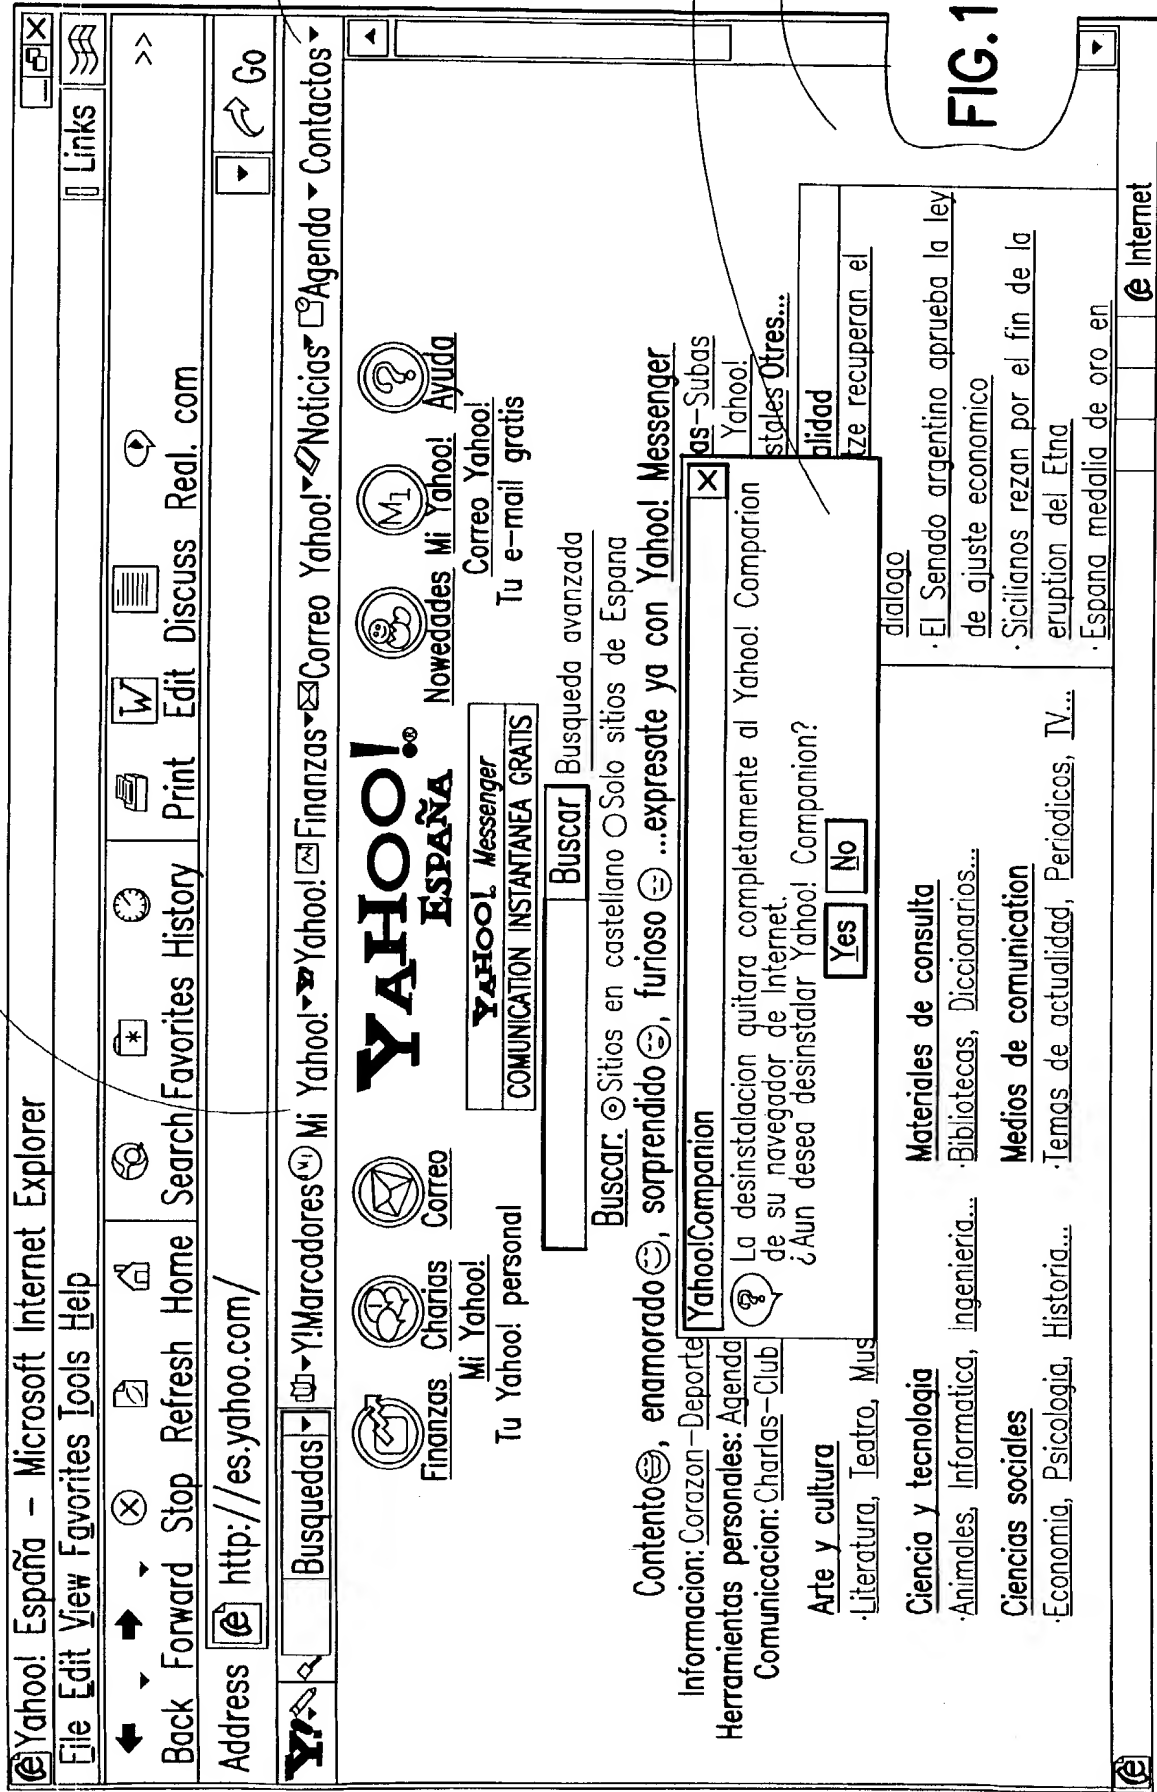 Yahoo! España - Microsoft Internet Explorer
File Edit View Favorites Tools Help
Links
Back Forward Stop Refresh Home Search Favorites History Print Edit Discuss Real. com >>
Address http://es.yahoo.com/ Go
Y! Busquedas Y!Marcadores Mi Yahoo! Yahoo! Finanzas Correo Yahoo! Noticias Agenda Contactos
Finanzas Charias Correo YAHOO!® ESPAÑA Nowedades Mi Yahoo! Ayuda
Mi Yahoo!
Tu Yahoo! personal
YAHOO! Messenger
COMUNICATION INSTANTANEA GRATIS
Correo Yahoo!
Tu e-mail gratis
Buscar Busqueda avanzada
Buscar: Sitios en castellano Solo sitios de Espana
Contento, enamorado, sorprendido, furioso ...expresate ya con Yahoo! Messenger
Informacion: Corazon-Deporte as-Subas
Herramientas personales: Agenda Yahoo!
Comunicacion: Charlas-Club stales Otres...
Yahoo!Companion X
La desinstalacion quitara completamente al Yahoo! Comparion
de su navegador de Internet.
¿Aun desea desinstalar Yahoo! Companion?
Yes No
Arte y cultura
·Literatura, Teatro, Mus
Ciencia y tecnologia
·Animales, Informatica, Ingenieria...
Ciencias sociales
·Economia, Psicologia, Historia...
Materiales de consulta
·Bibliotecas, Diccionarios...
Medios de comunication
·Temas de actualidad, Periodicos, TV...
alidad
tze recuperan el
dialogo
·El Senado argentino aprueba la ley
de ajuste economico
·Sicilianos rezan por el fin de la
eruption del Etna
·Espana medalia de oro en
Internet
FIG. 1